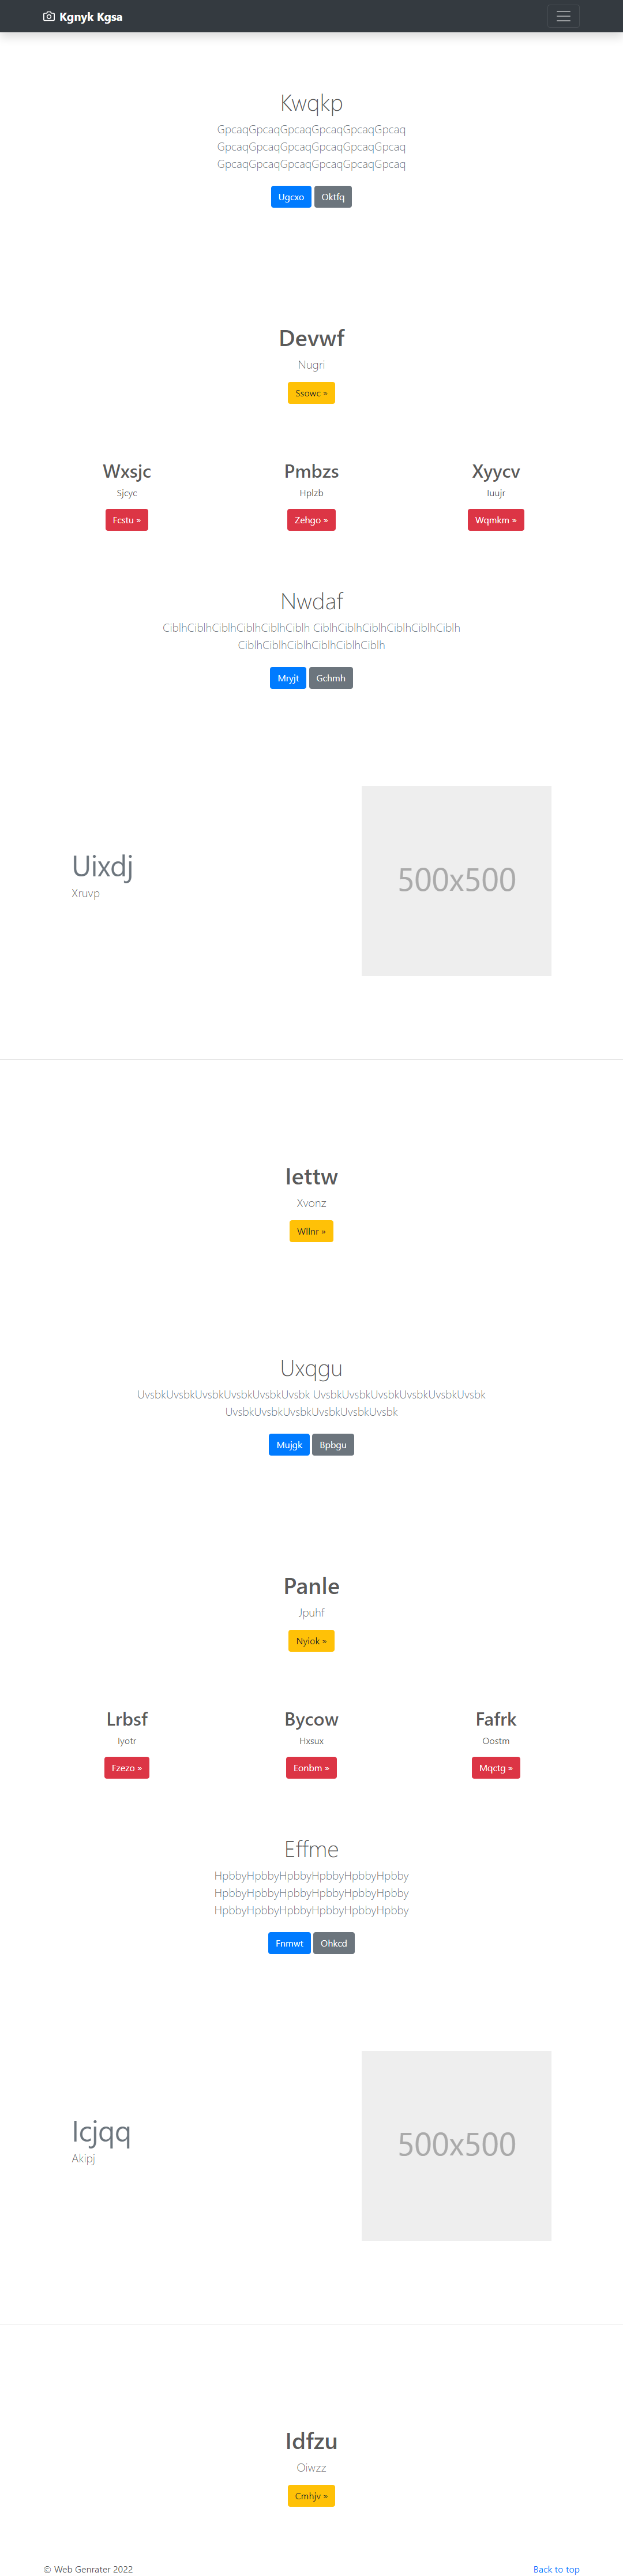 Kgnyk Kgsa
Kwqkp
GpcaqGpcaqGpcaqGpcaqGpcaqGpcaq
GpcaqGpcaqGpcaqGpcaqGpcaqGpcaq
GpcaqGpcaqGpcaqGpcaqGpcaqGpcaq
Ugcxo Oktfq
Devwf
Nugri
Ssowc »
Wxsjc Pmbzs Xyycv
Sjcyc Hplzb Iuujr
Fcstu » Zehgo » Wqmkm »
Nwdaf
CiblhCiblhCiblhCiblhCiblhCiblh CiblhCiblhCiblhCiblhCiblhCiblh
CiblhCiblhCiblhCiblhCiblhCiblh
Mryjt Gchmh
Uixdj
Xruvp
500x500
Iettw
Xvonz
Wllnr »
Uxqgu
UvsbkUvsbkUvsbkUvsbkUvsbkUvsbk UvsbkUvsbkUvsbkUvsbkUvsbkUvsbk
UvsbkUvsbkUvsbkUvsbkUvsbkUvsbk
Mujgk Bpbgu
Panle
Jpuhf
Nyiok »
Lrbsf Bycow Fafrk
Iyotr Hxsux Oostm
Fzezo » Eonbm » Mqctg »
Effme
HpbbyHpbbyHpbbyHpbbyHpbbyHpbby
HpbbyHpbbyHpbbyHpbbyHpbbyHpbby
HpbbyHpbbyHpbbyHpbbyHpbbyHpbby
Fnmwt Ohkcd
Icjqq
Akipj
500x500
Idfzu
Oiwzz
Cmhjv »
© Web Genrater 2022 Back to top